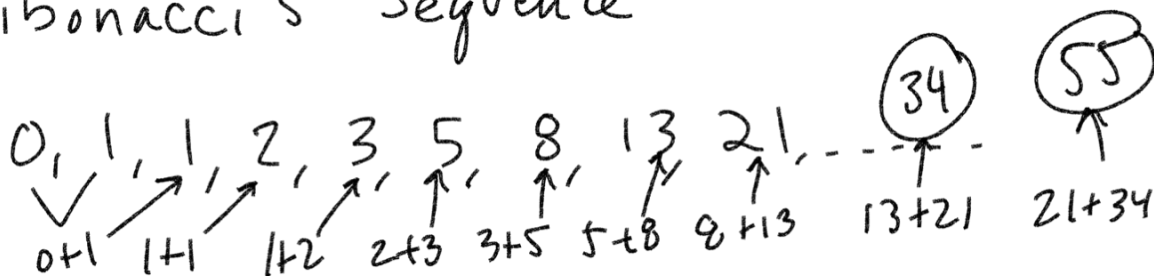 ibonacci's sequence
34 55
0, 1, 1, 2, 3, 5, 8, 13, 21, - - - - -
0+1 1+1 1+2 2+3 3+5 5+8 8+13 13+21 21+34